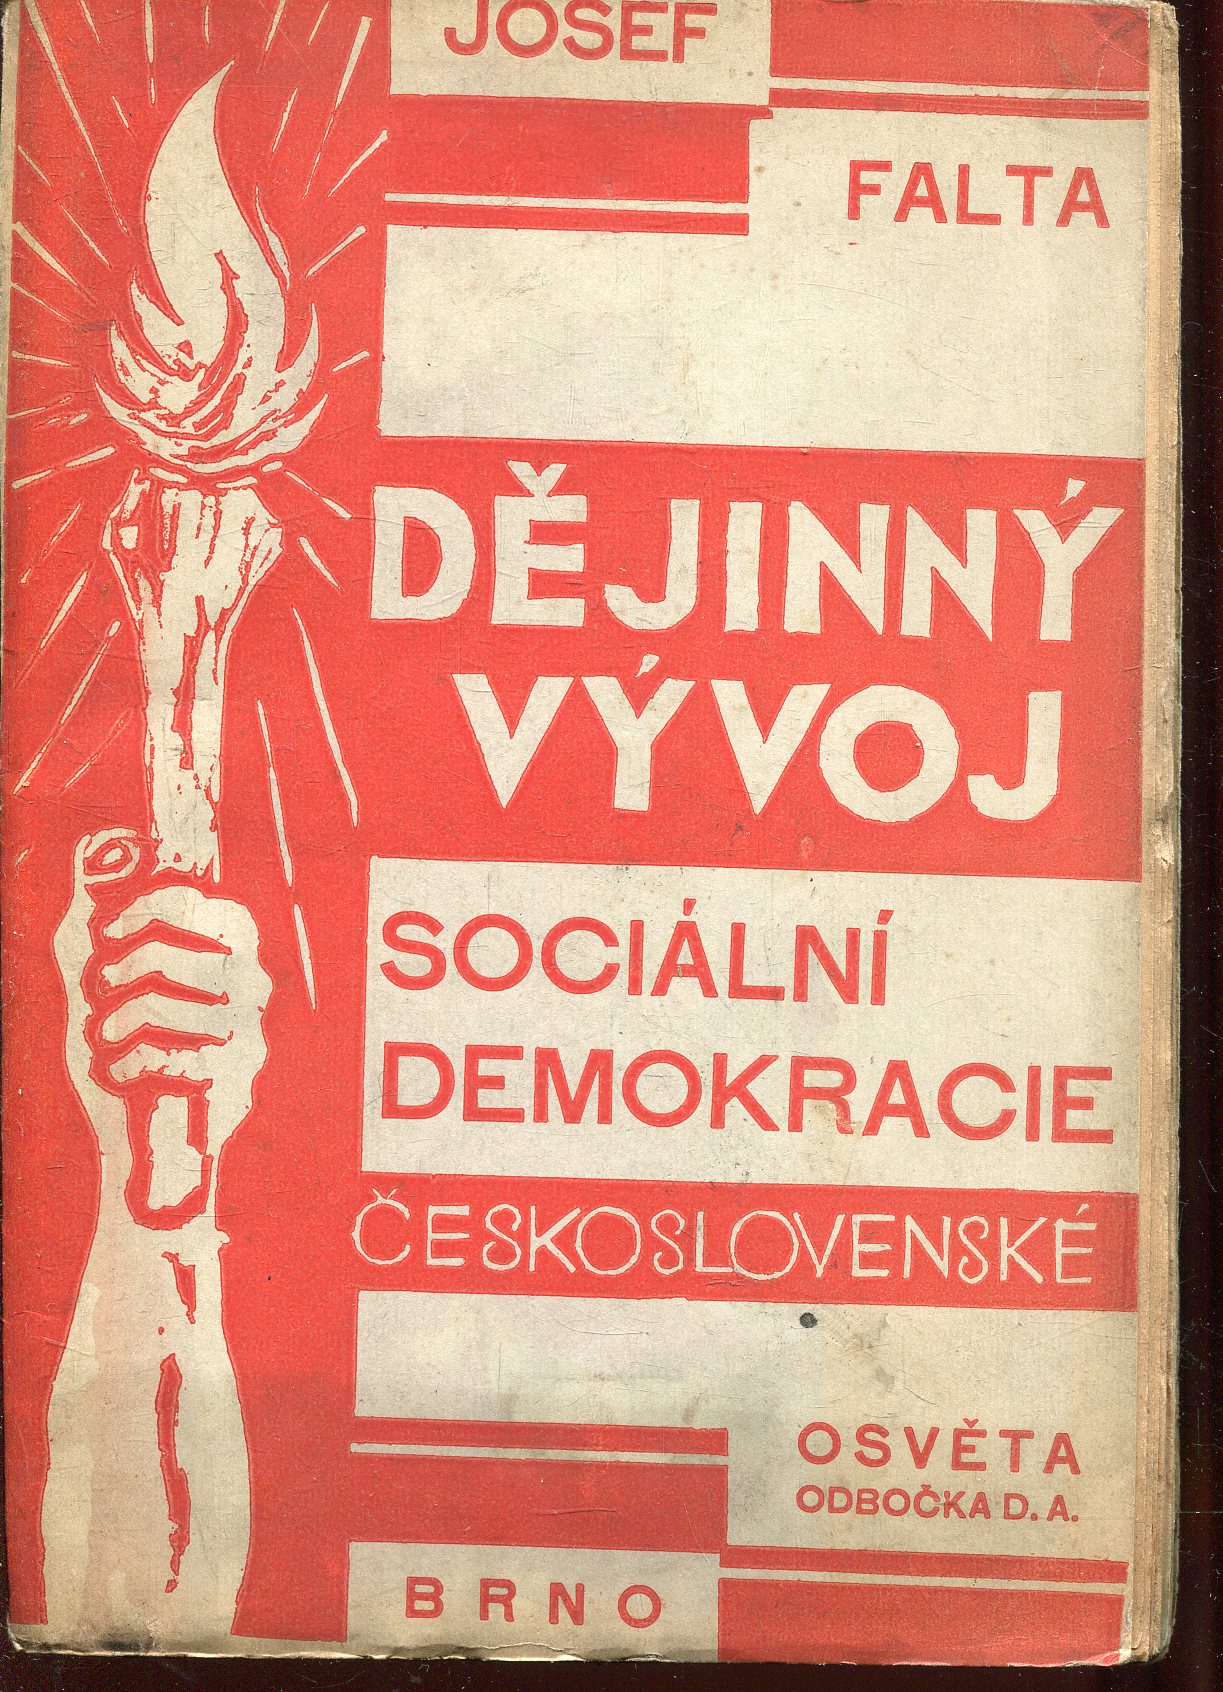 JOSEF
FALTA
DĚJINNÝ
VÝVOJ
SOCIÁLNÍ
DEMOKRACIE
ČESKOSLOVENSKÉ
OSVĚTA
ODBOČKA D. A.
BRNO